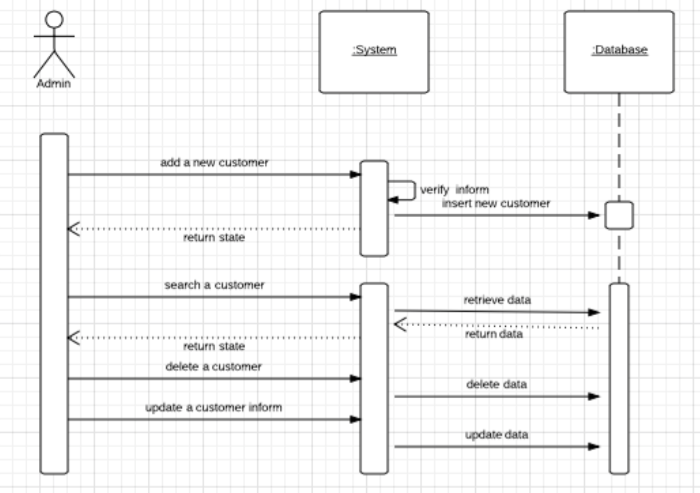 :System
:Database
Admin
add a new customer
verify inform
insert new customer
return state
search a customer
retrieve data
return data
return state
delete a customer
delete data
update a customer inform
update data